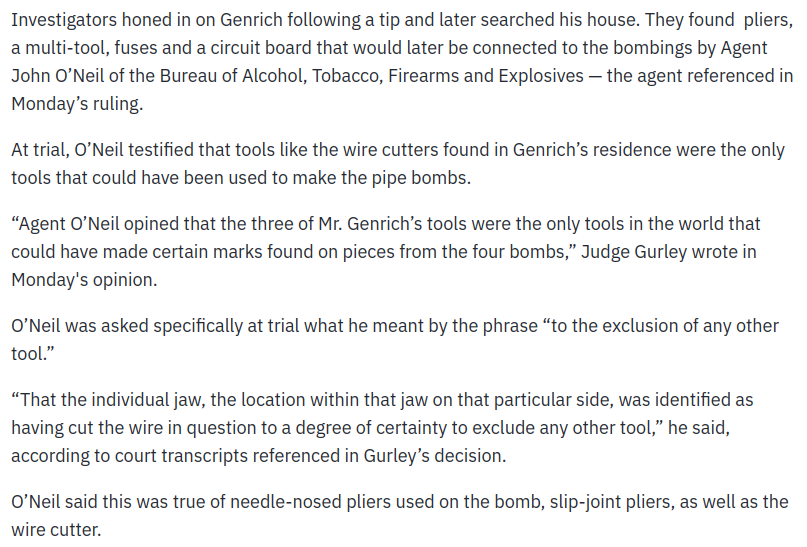 Investigators honed in on Genrich following a tip and later searched his house. They found  pliers,
a multi-tool, fuses and a circuit board that would later be connected to the bombings by Agent
John O’Neil of the Bureau of Alcohol, Tobacco, Firearms and Explosives — the agent referenced in
Monday’s ruling.
At trial, O’Neil testified that tools like the wire cutters found in Genrich’s residence were the only
tools that could have been used to make the pipe bombs.
“Agent O’Neil opined that the three of Mr. Genrich’s tools were the only tools in the world that
could have made certain marks found on pieces from the four bombs,” Judge Gurley wrote in
Monday's opinion.
O’Neil was asked specifically at trial what he meant by the phrase “to the exclusion of any other
tool.”
“That the individual jaw, the location within that jaw on that particular side, was identified as
having cut the wire in question to a degree of certainty to exclude any other tool,” he said,
according to court transcripts referenced in Gurley’s decision.
O’Neil said this was true of needle-nosed pliers used on the bomb, slip-joint pliers, as well as the
wire cutter.